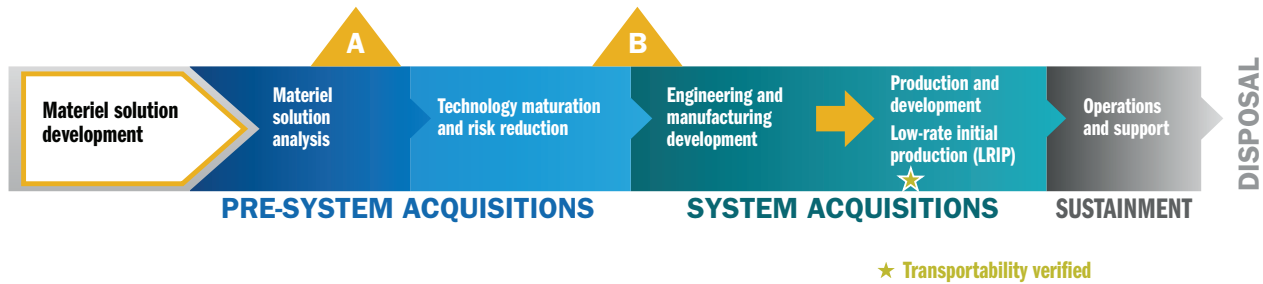 A
B
Materiel solution
development
Materiel
solution
analysis
Technology maturation
and risk reduction
Engineering and
manufacturing
development
Production and
development
Low-rate initial
production (LRIP)
Operations
and support
DISPOSAL
PRE-SYSTEM ACQUISITIONS
SYSTEM ACQUISITIONS
SUSTAINMENT
Transportability verified